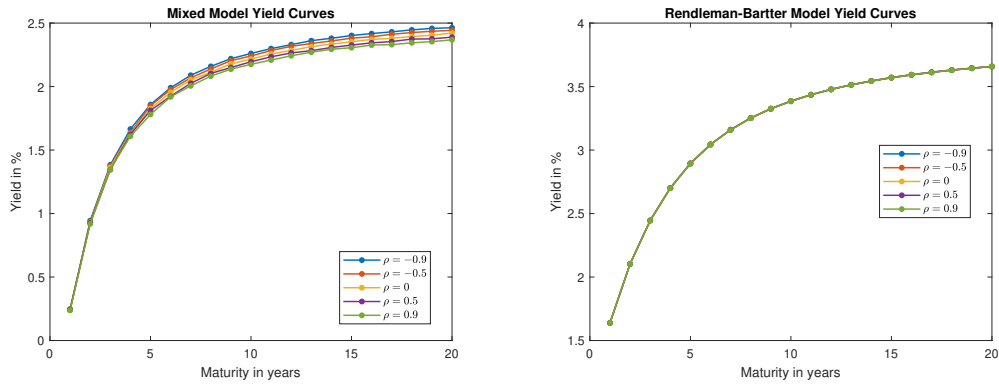 Mixed Model Yield Curves
2.5
2
1.5
1
0.5
0
Yield in %
ρ = −0.9
ρ = −0.5
ρ = 0
ρ = 0.5
ρ = 0.9
0 5 10 15 20
Maturity in years
Rendleman-Bartter Model Yield Curves
4
3.5
3
2.5
2
1.5
Yield in %
ρ = −0.9
ρ = −0.5
ρ = 0
ρ = 0.5
ρ = 0.9
0 5 10 15 20
Maturity in years